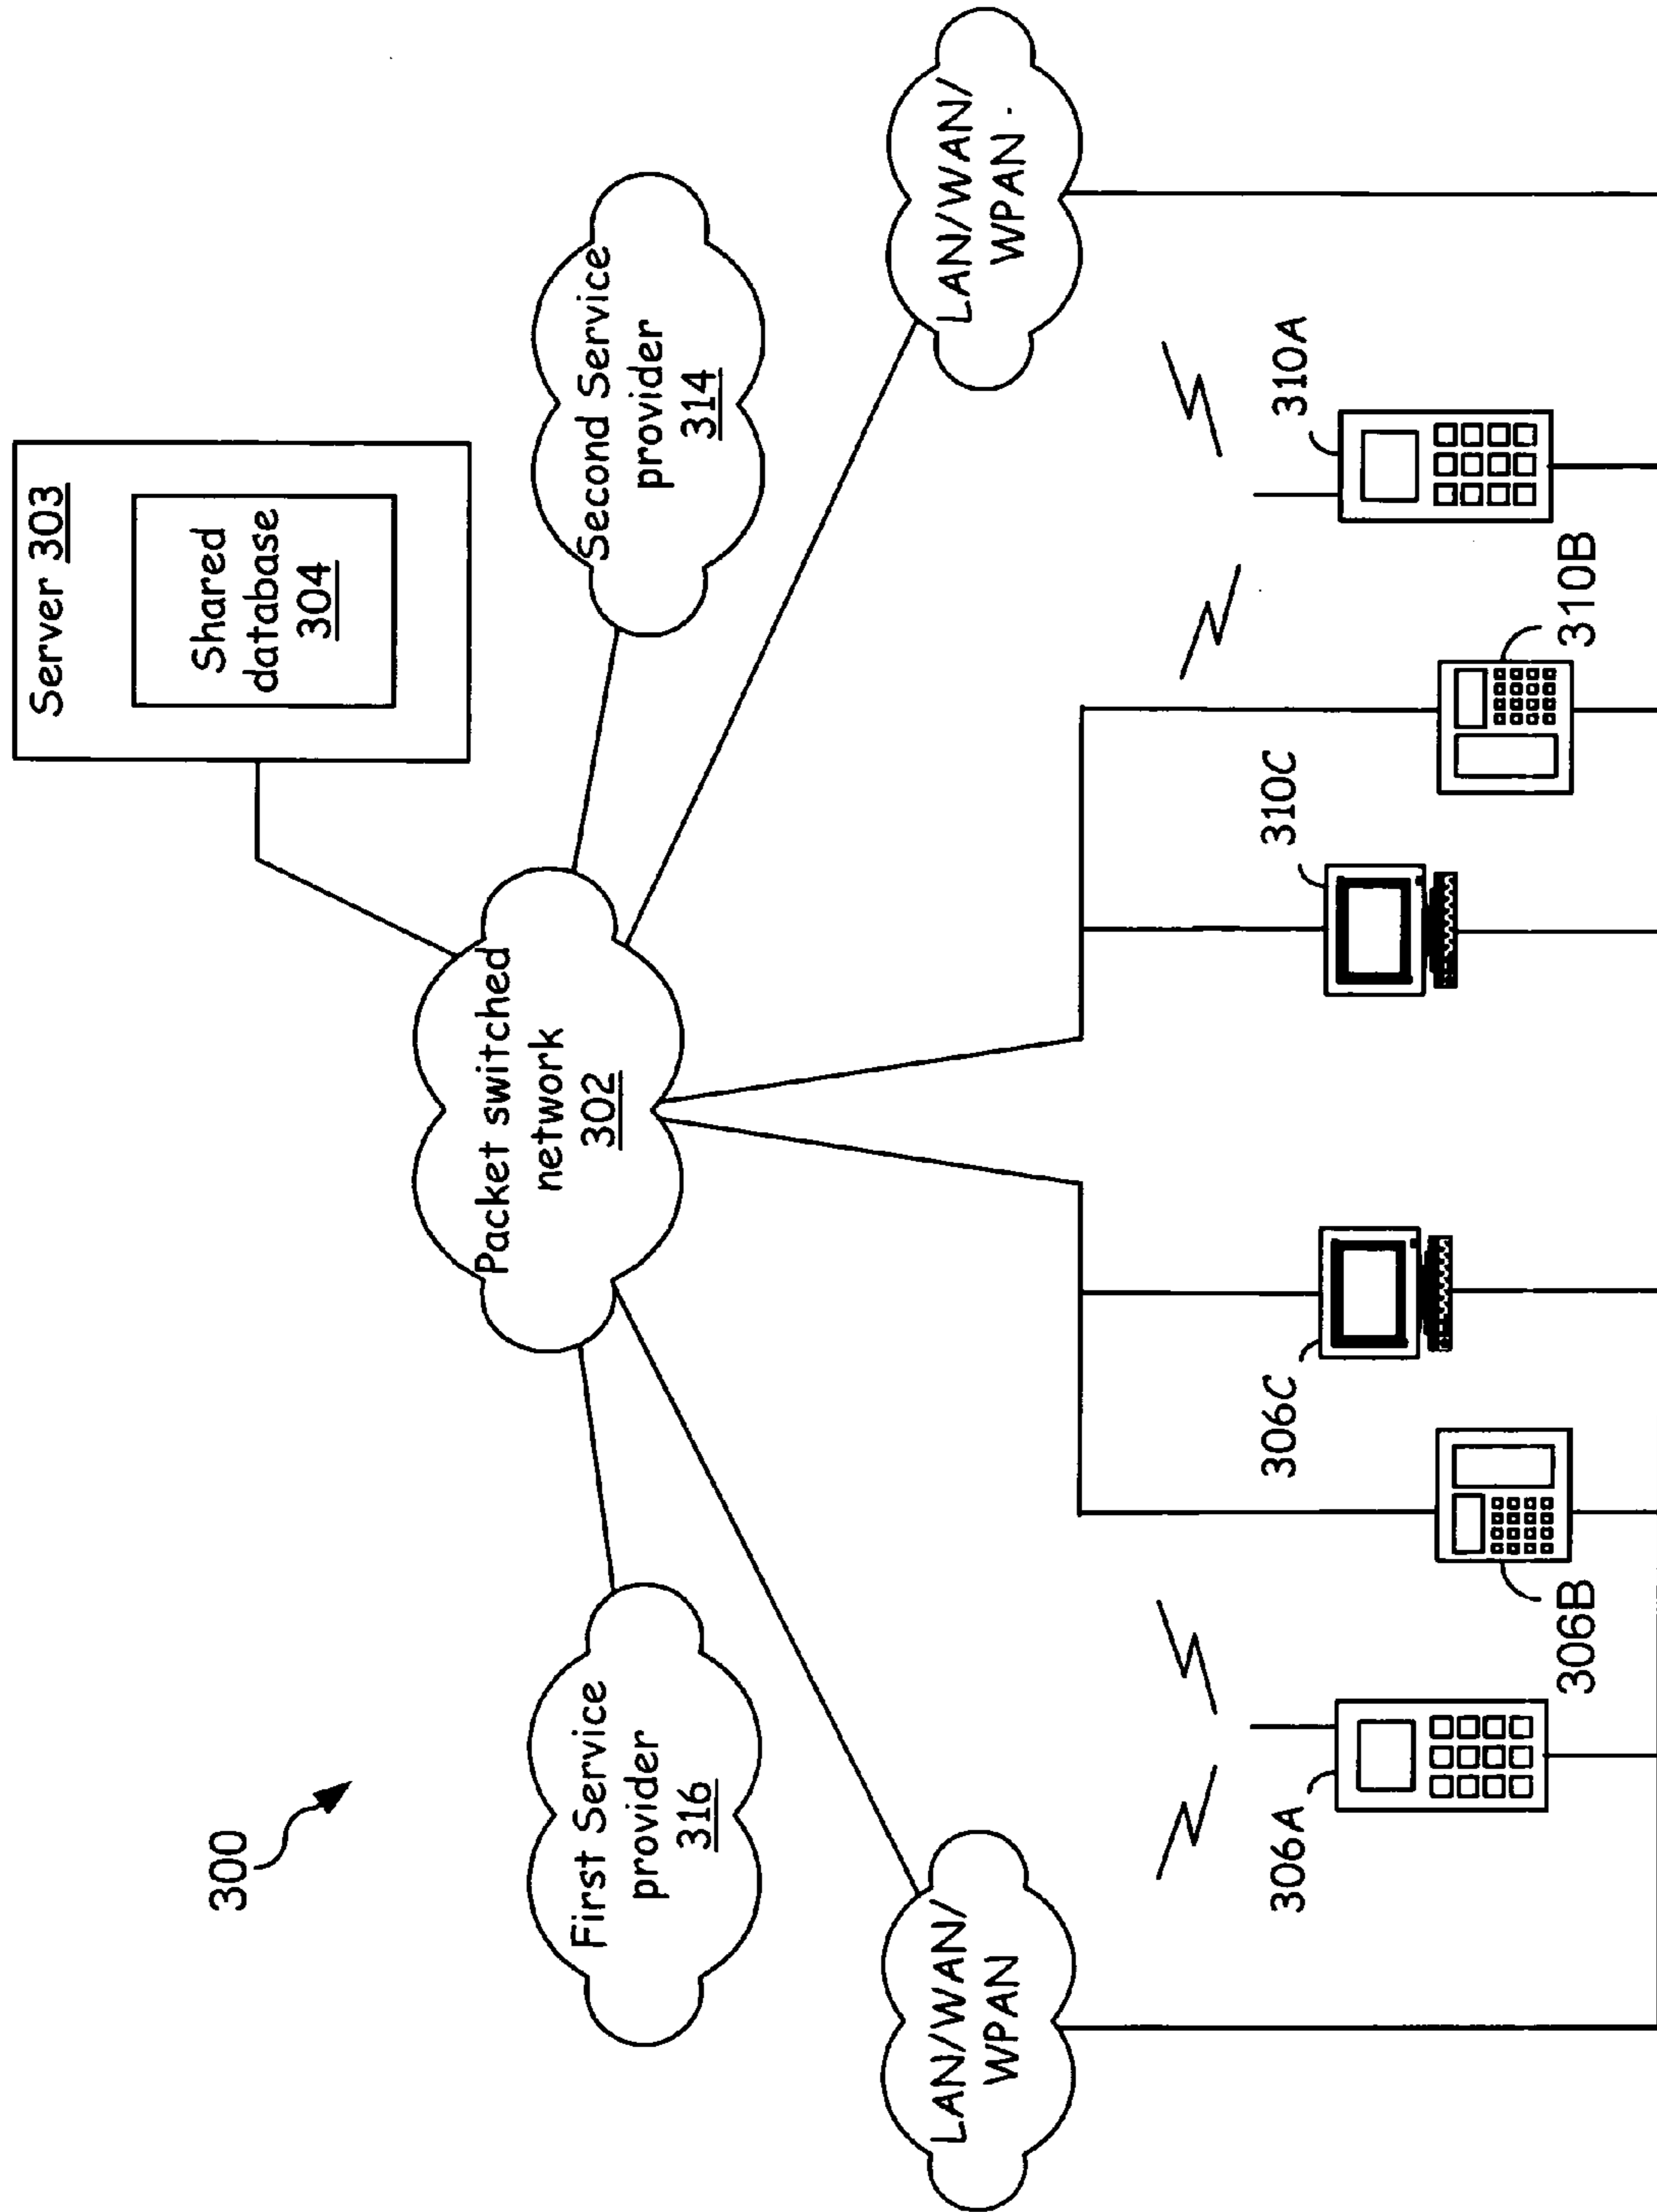 300
Server 303
Shared
database
304
First Service
provider
316
Packet switched
network
302
Second Service
provider
314
LAN/WAN/
WPAN
LAN/WAN/
WPAN
306A
306B
306C
310C
310B
310A